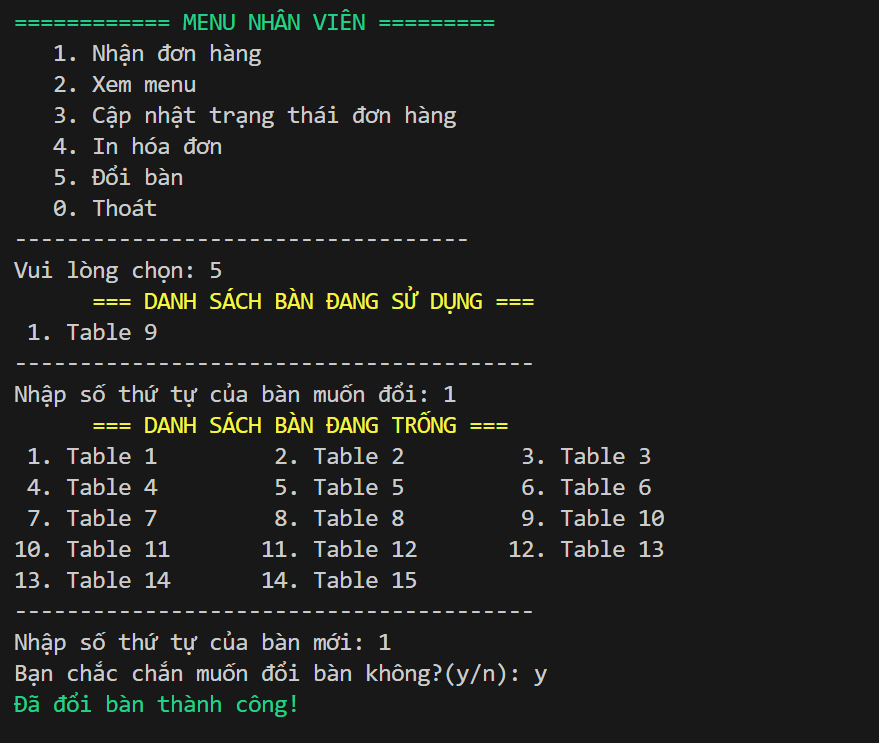 ============ MENU NHÂN VIÊN =========
1. Nhận đơn hàng
2. Xem menu
3. Cập nhật trạng thái đơn hàng
4. In hóa đơn
5. Đổi bàn
0. Thoát
-----------------------------------
Vui lòng chọn: 5
=== DANH SÁCH BÀN ĐANG SỬ DỤNG ===
1. Table 9
----------------------------------------
Nhập số thứ tự của bàn muốn đổi: 1
=== DANH SÁCH BÀN ĐANG TRỐNG ===
1. Table 1 2. Table 2 3. Table 3
4. Table 4 5. Table 5 6. Table 6
7. Table 7 8. Table 8 9. Table 10
10. Table 11 11. Table 12 12. Table 13
13. Table 14 14. Table 15
----------------------------------------
Nhập số thứ tự của bàn mới: 1
Bạn chắc chắn muốn đổi bàn không?(y/n): y
Đã đổi bàn thành công!